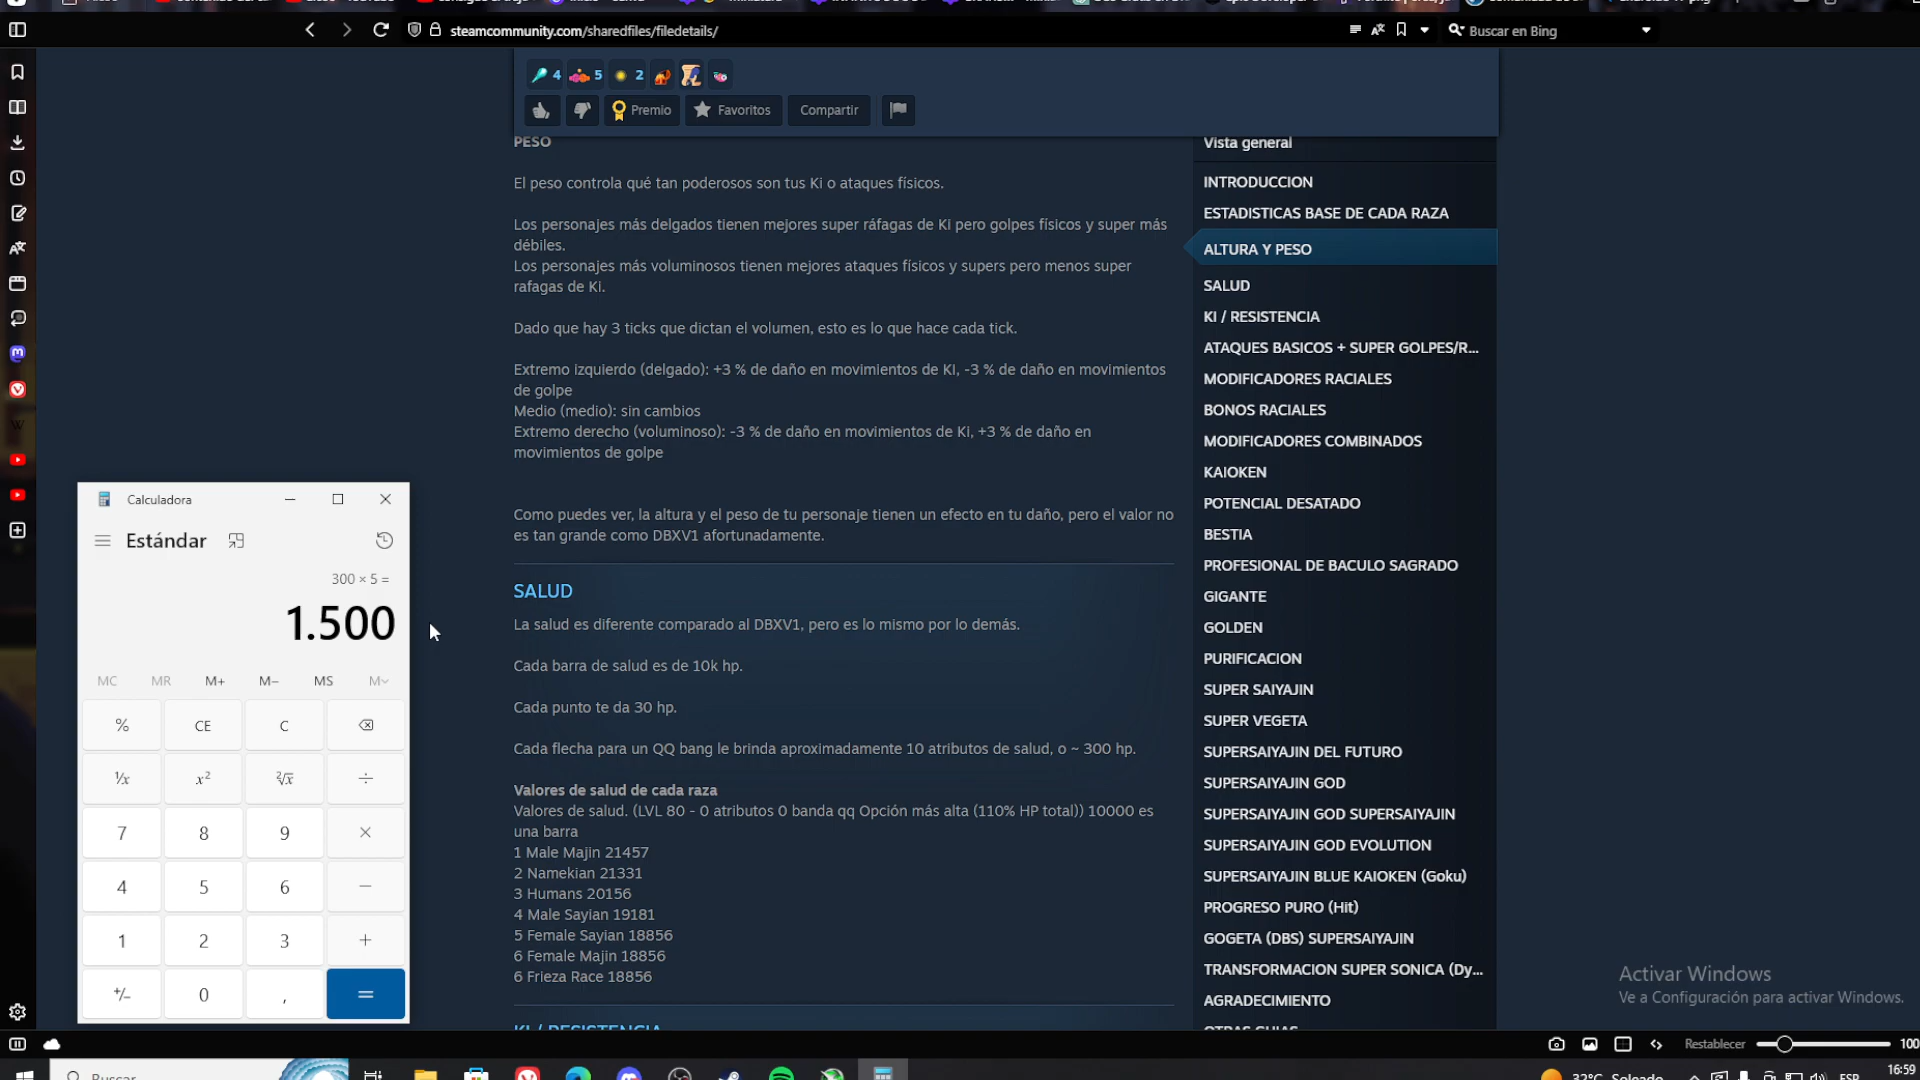 steamcommunity.com/sharedfiles/filedetails/
Buscar en Bing
4 5 2
Premio
Favoritos
Compartir
PESO
El peso controla qué tan poderosos son tus Ki o ataques físicos.
Los personajes más delgados tienen mejores super ráfagas de Ki pero golpes físicos y super más
débiles.
Los personajes más voluminosos tienen mejores ataques físicos y supers pero menos super
rafagas de Ki.
Dado que hay 3 ticks que dictan el volumen, esto es lo que hace cada tick.
Extremo izquierdo (delgado): +3 % de daño en movimientos de KI, -3 % de daño en movimientos
de golpe
Medio (medio): sin cambios
Extremo derecho (voluminoso): -3 % de daño en movimientos de Ki, +3 % de daño en
movimientos de golpe
Como puedes ver, la altura y el peso de tu personaje tienen un efecto en tu daño, pero el valor no
es tan grande como DBXV1 afortunadamente.
SALUD
La salud es diferente comparado al DBXV1, pero es lo mismo por lo demás.
Cada barra de salud es de 10k hp.
Cada punto te da 30 hp.
Cada flecha para un QQ bang le brinda aproximadamente 10 atributos de salud, o ~ 300 hp.
Valores de salud de cada raza
Valores de salud. (LVL 80 - 0 atributos 0 banda qq Opción más alta (110% HP total)) 10000 es
una barra
1 Male Majin 21457
2 Namekian 21331
3 Humans 20156
4 Male Sayian 19181
5 Female Sayian 18856
6 Female Majin 18856
6 Frieza Race 18856
KI / RESISTENCIA
Vista general
INTRODUCCION
ESTADISTICAS BASE DE CADA RAZA
ALTURA Y PESO
SALUD
KI / RESISTENCIA
ATAQUES BASICOS + SUPER GOLPES/R...
MODIFICADORES RACIALES
BONOS RACIALES
MODIFICADORES COMBINADOS
KAIOKEN
POTENCIAL DESATADO
BESTIA
PROFESIONAL DE BACULO SAGRADO
GIGANTE
GOLDEN
PURIFICACION
SUPER SAIYAJIN
SUPER VEGETA
SUPERSAIYAJIN DEL FUTURO
SUPERSAIYAJIN GOD
SUPERSAIYAJIN GOD SUPERSAIYAJIN
SUPERSAIYAJIN GOD EVOLUTION
SUPERSAIYAJIN BLUE KAIOKEN (Goku)
PROGRESO PURO (Hit)
GOGETA (DBS) SUPERSAIYAJIN
TRANSFORMACION SUPER SONICA (Dy...
AGRADECIMIENTO
OTRAS GUIAS
Calculadora
Estándar
300 × 5 =
1.500
MC MR M+ M− MS M˅
% CE C
¹/x x² ²√x ÷
7 8 9 ×
4 5 6 −
1 2 3 +
+/− 0 , =
Activar Windows
Ve a Configuración para activar Windows.
Restablecer
100
Buscar
32°C Soleado
ESP
16:59